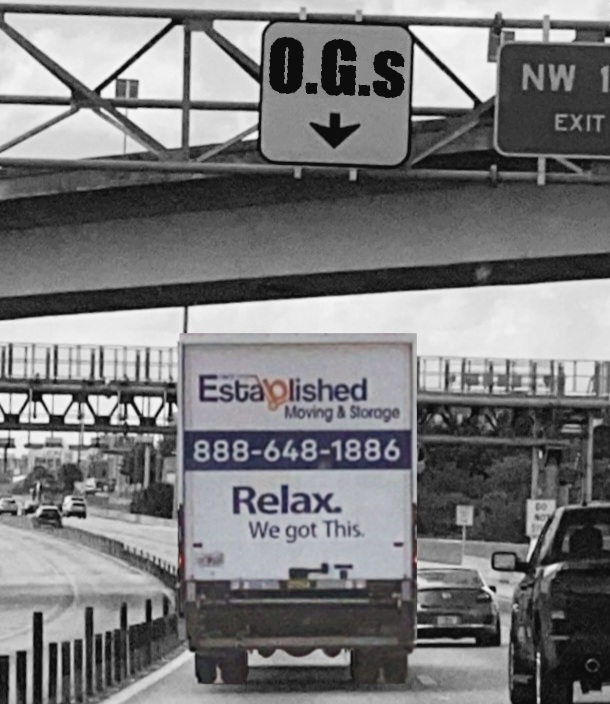 O.G.s
NW 1
EXIT
Established
Moving & Storage
888-648-1886
Relax.
We got This.